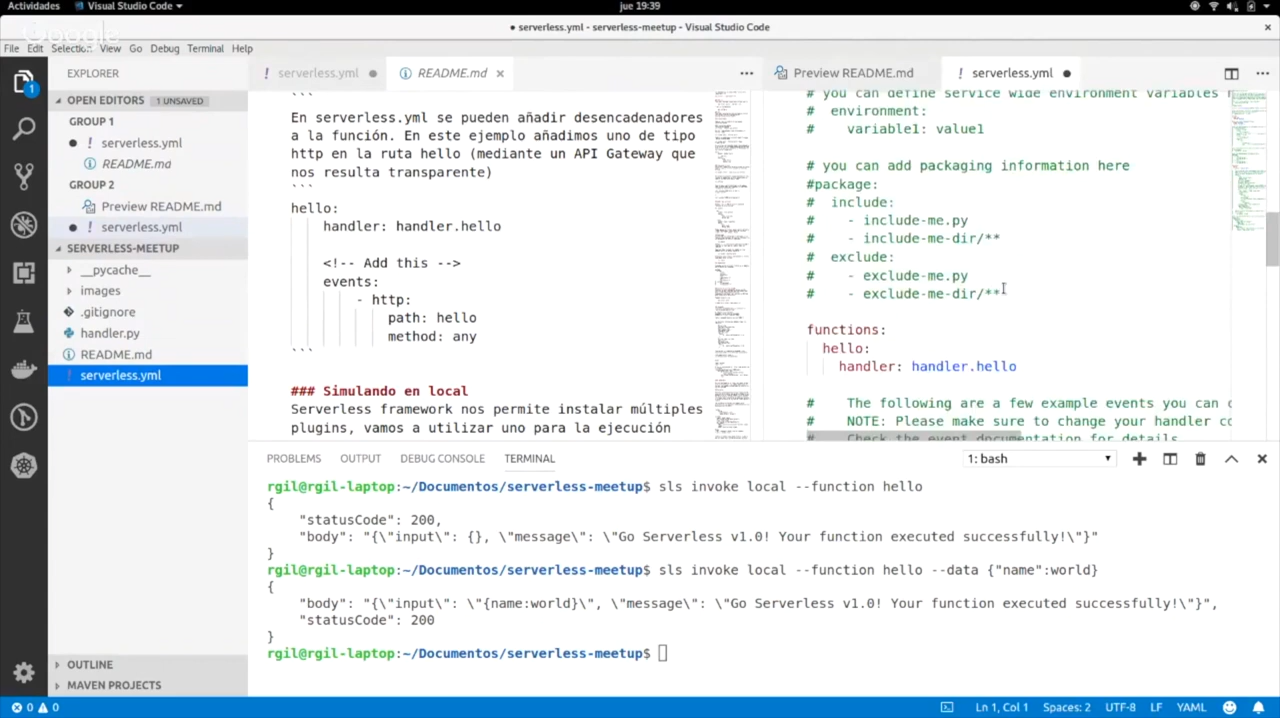 Actividades
Visual Studio Code
jue 19:39
serverless.yml - serverless-meetup - Visual Studio Code
File Edit Selection View Go Debug Terminal Help
EXPLORER
OPEN EDITORS 1 UNSAVED
GROUP 1
serverless.yml
README.md
GROUP 2
Preview README.md
serverless.yml
SERVERLESS-MEETUP
__pycache__
images
.gitignore
handler.py
README.md
serverless.yml
OUTLINE
MAVEN PROJECTS
serverless.yml
README.md
```
En serverless.yml se pueden añadir desencadenadores
la función. En este ejemplo añadimos uno de tipo
para la ruta hello mediante un API Gateway que
resulta transparente)
```
hello:
handler: handler.hello
<!-- Add this -->
events:
- http:
path: hello
method: any
### Simulador en local
Serverless Framework no permite instalar múltiples
plugins, vamos a utilizar uno para la ejecución
Preview README.md
serverless.yml
# you can define service wide environment variables
# environment:
# variable1: value1
# you can add packaging information here
#package:
# include:
# - include-me.py
# - include-me-dir/**
# exclude:
# - exclude-me.py
# - exclude-me-dir/**
functions:
hello:
handler: handler.hello
# The following are a few example events you can c
# NOTE: Please make sure to change your handler co
# Check the event documentation for details
PROBLEMS OUTPUT DEBUG CONSOLE TERMINAL
1: bash
rgil@rgil-laptop:~/Documentos/serverless-meetup$ sls invoke local --function hello
{
"statusCode": 200,
"body": "{\"input\": {}, \"message\": \"Go Serverless v1.0! Your function executed successfully!\"}"
}
rgil@rgil-laptop:~/Documentos/serverless-meetup$ sls invoke local --function hello --data {"name":world}
{
"body": "{\"input\": \"{name:world}\", \"message\": \"Go Serverless v1.0! Your function executed successfully!\"}",
"statusCode": 200
}
rgil@rgil-laptop:~/Documentos/serverless-meetup$
0 0
Ln 1, Col 1 Spaces: 2 UTF-8 LF YAML